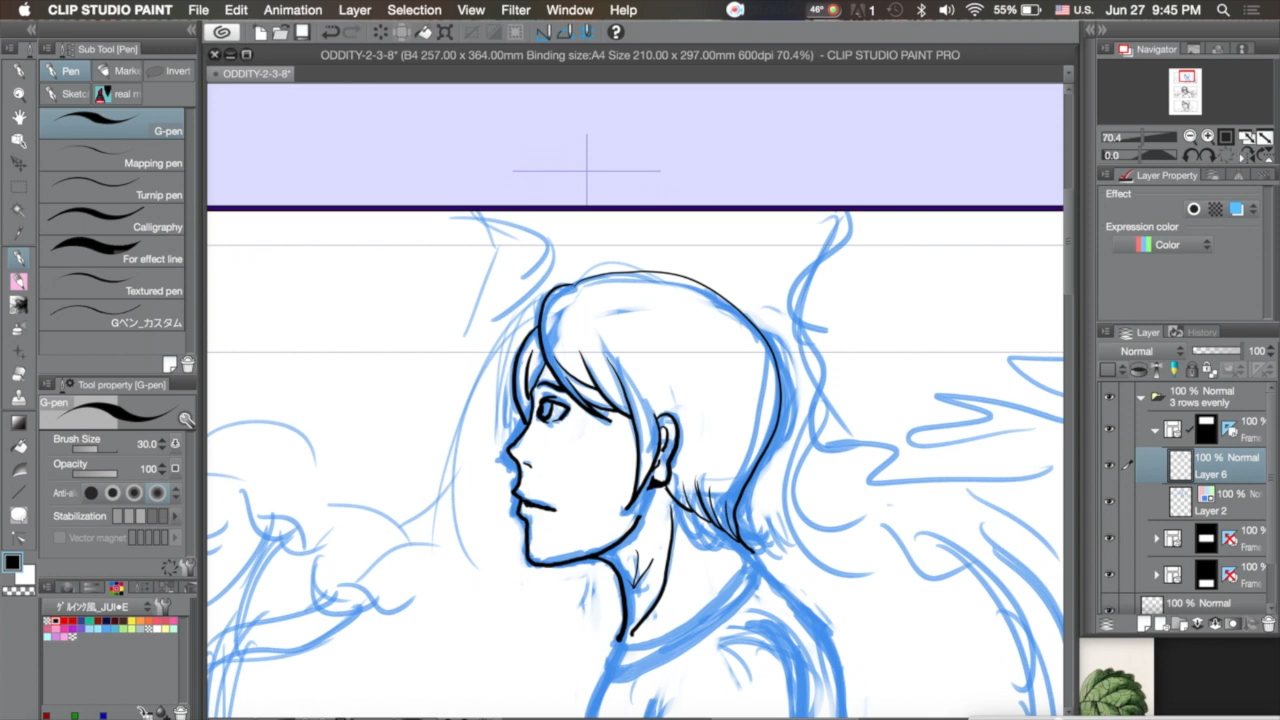 CLIP STUDIO PAINT File Edit Animation Layer Selection View Filter Window Help 46° 1 55% U.S. Jun 27 9:45 PM
Sub Tool [Pen]
ODDITY-2-3-8* (B4 257.00 x 364.00mm Binding size:A4 Size 210.00 x 297.00mm 600dpi 70.4%) - CLIP STUDIO PAINT PRO
Navigator
Pen Marke Invert
ODDITY-2-3-8*
Sketc real m
G-pen
Mapping pen
Turnip pen
Calligraphy
For effect line
Textured pen
Gペン_カスタム
Tool property [G-pen]
G-pen
Brush Size 30.0
Opacity 100
Anti-al
Stabilization
Vector magnet
70.4
0.0
Layer Property
Effect
Expression color
Color
Layer History
Normal 100
100 % Normal
3 rows evenly
100 %
Frame
100 % Normal
Layer 6
100 % No
Layer 2
100 %
Frame
100 %
Frame
100 % Normal